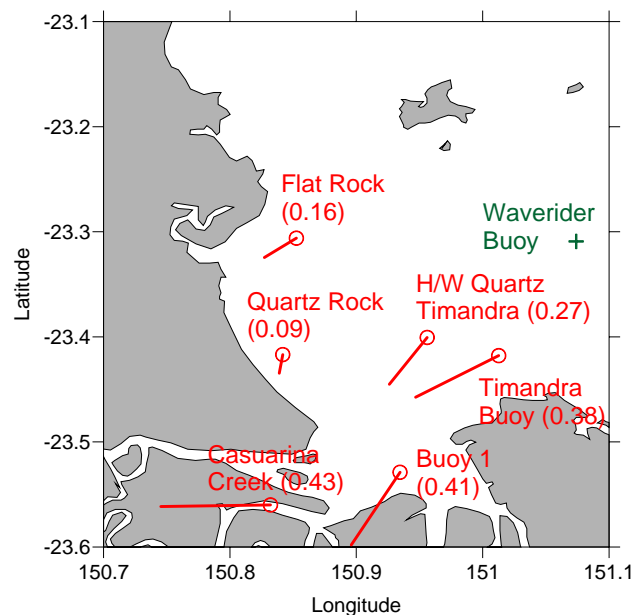 -23.1
-23.2
-23.3
-23.4
-23.5
-23.6
Latitude
Flat Rock
(0.16)
Waverider
Buoy
H/W Quartz
Timandra (0.27)
Quartz Rock
(0.09)
Timandra
Buoy (0.38)
Casuarina
Creek (0.43)
Buoy 1
(0.41)
150.7
150.8
150.9
151
151.1
Longitude